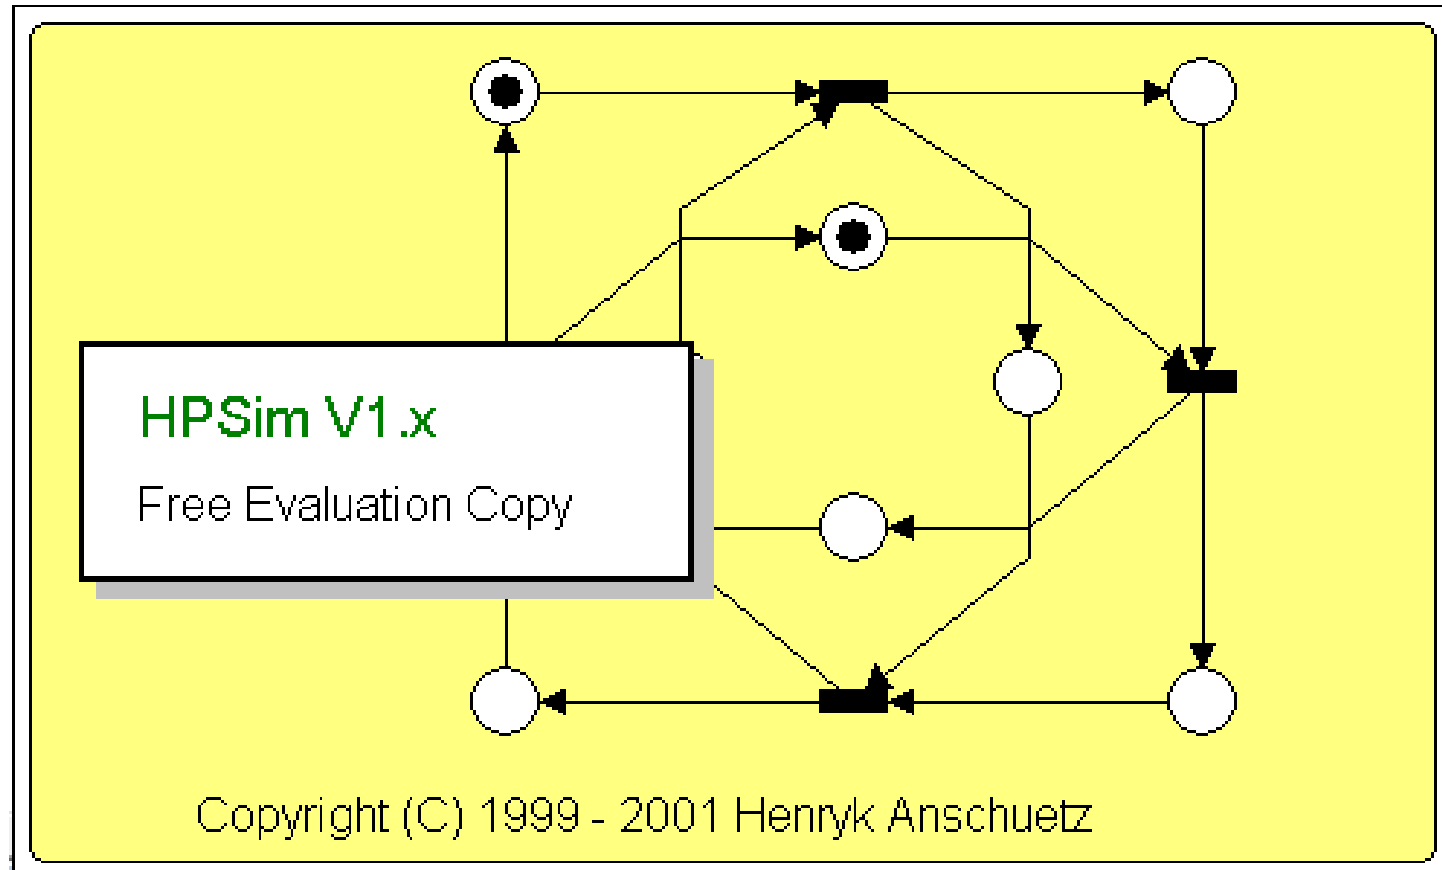 HPSim V1.x
Free Evaluation Copy
Copyright (C) 1999 - 2001 Henryk Anschuetz